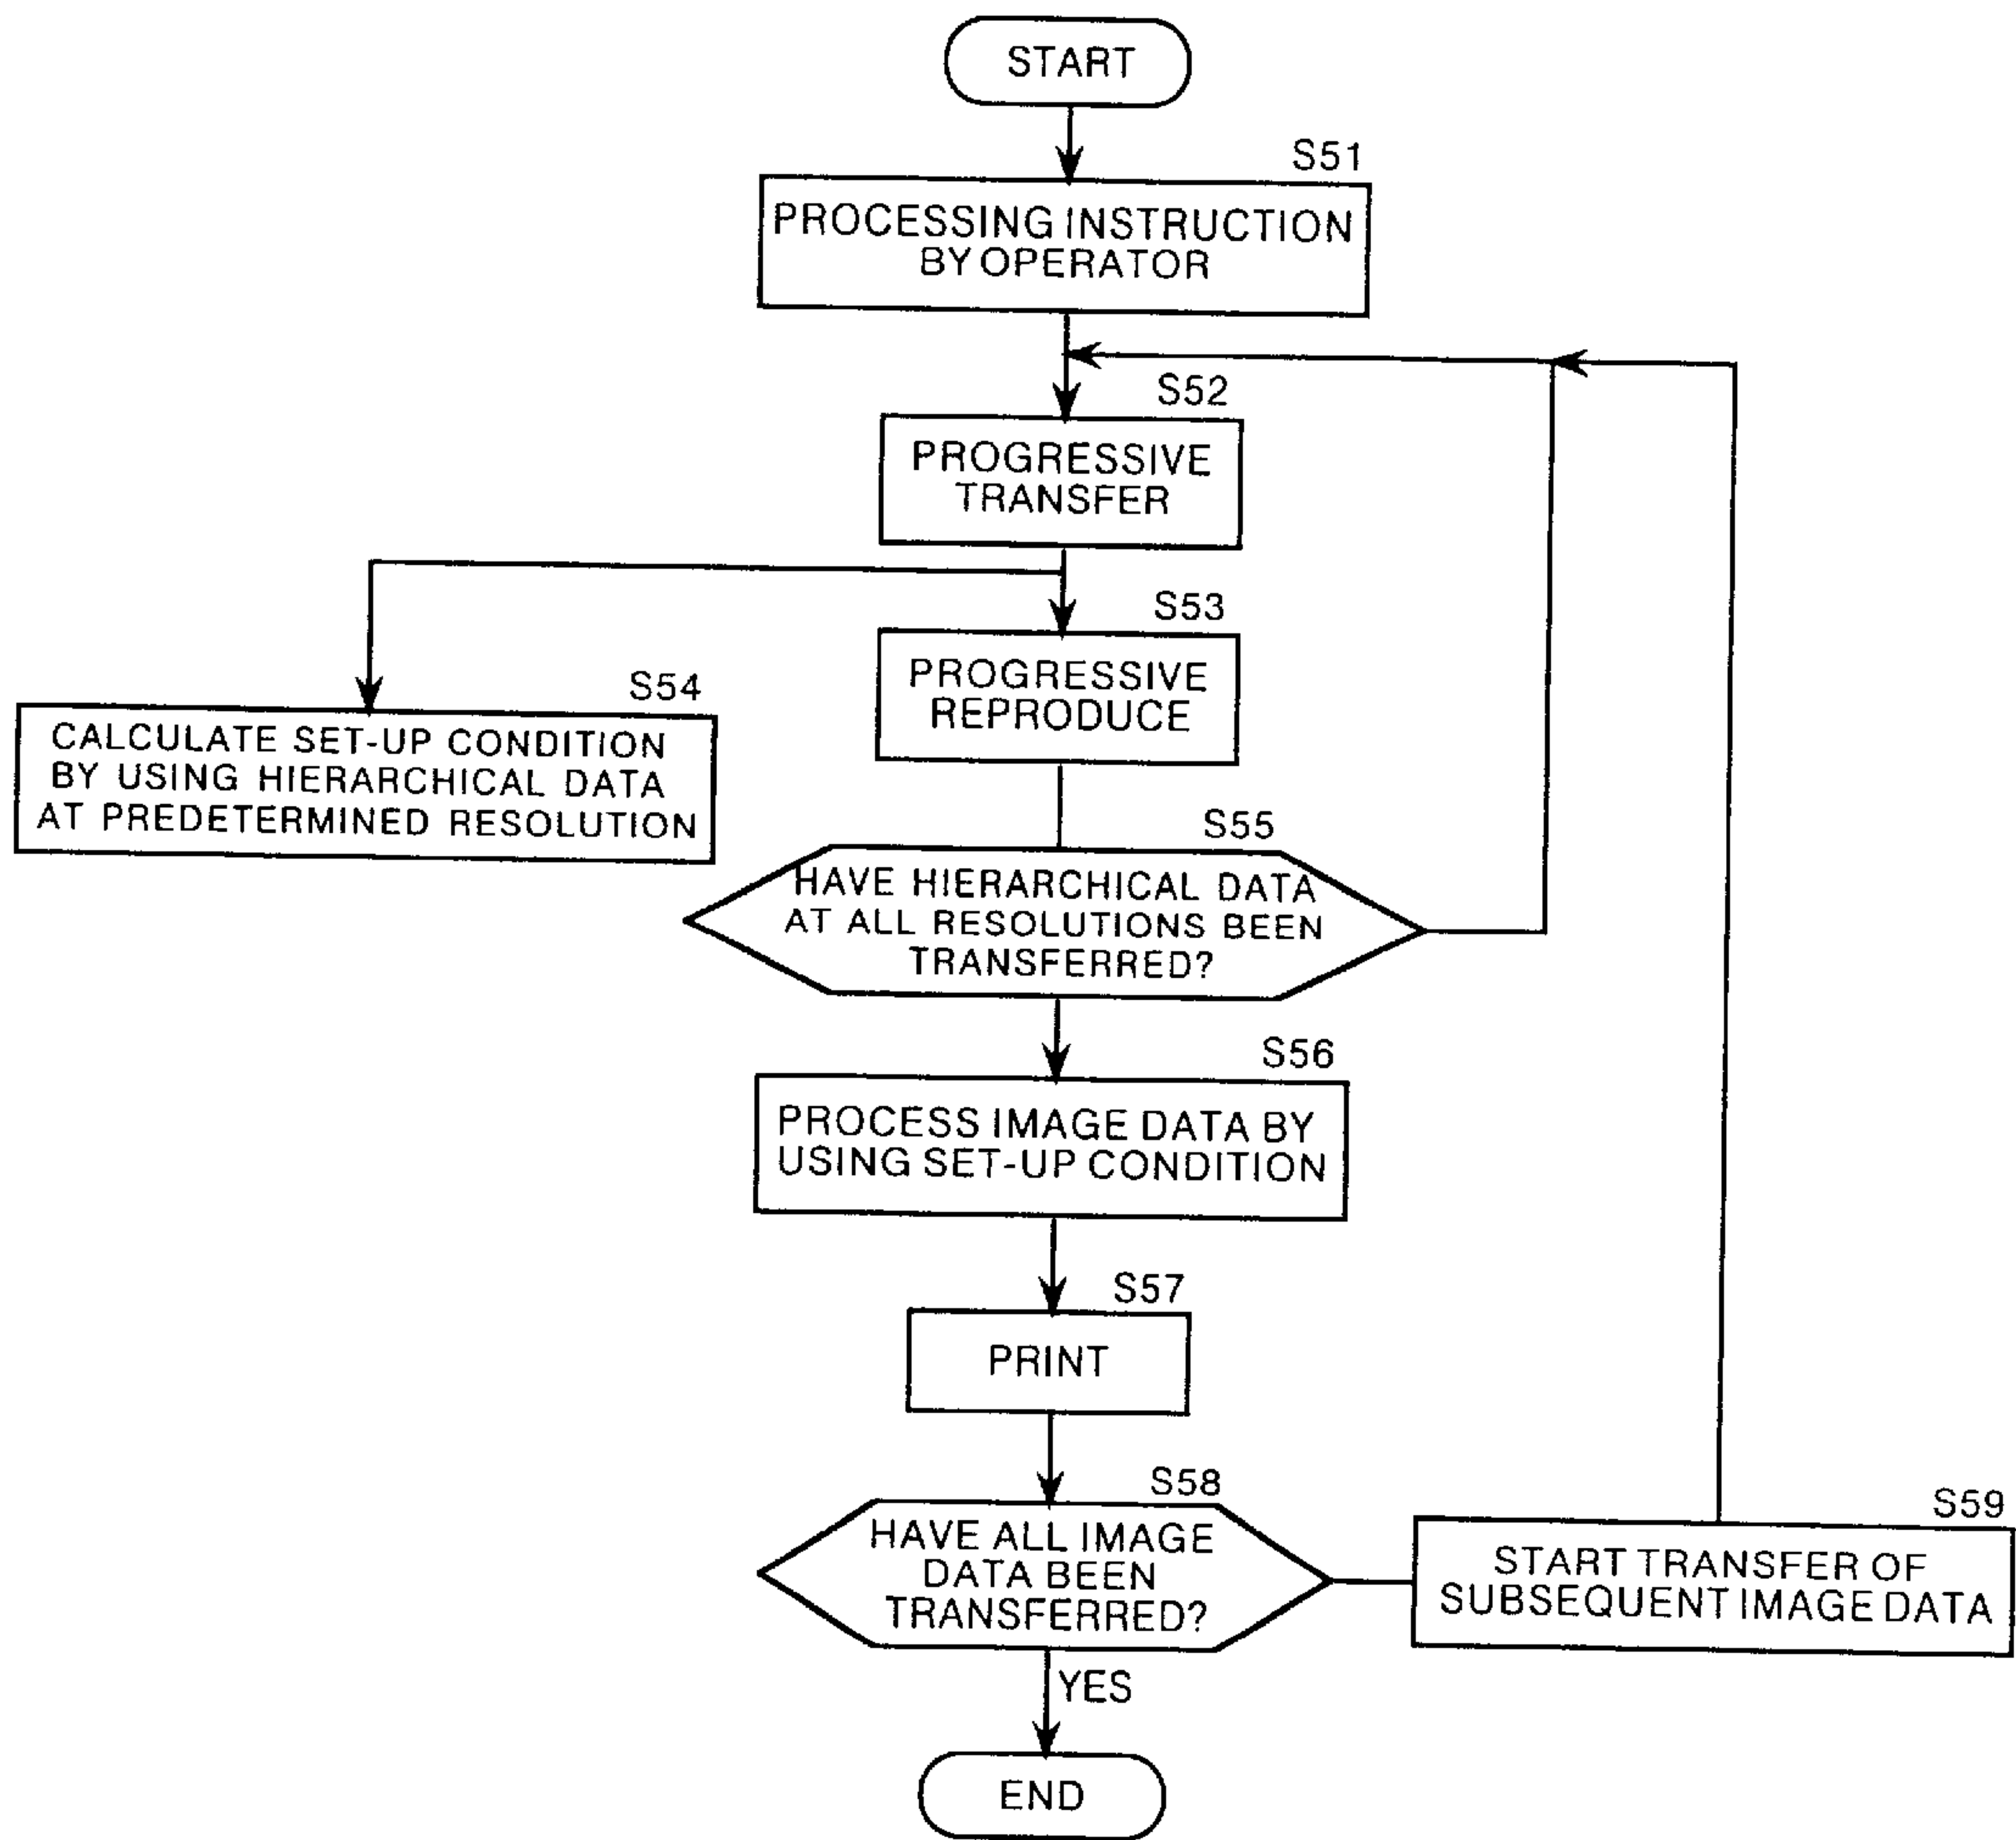 START
S51
PROCESSING INSTRUCTION
BY OPERATOR
S52
PROGRESSIVE
TRANSFER
S53
PROGRESSIVE
REPRODUCE
S54
CALCULATE SET-UP CONDITION
BY USING HIERARCHICAL DATA
AT PREDETERMINED RESOLUTION
S55
HAVE HIERARCHICAL DATA
AT ALL RESOLUTIONS BEEN
TRANSFERRED?
S56
PROCESS IMAGE DATA BY
USING SET-UP CONDITION
S57
PRINT
S58
HAVE ALL IMAGE
DATA BEEN
TRANSFERRED?
S59
START TRANSFER OF
SUBSEQUENT IMAGE DATA
YES
END